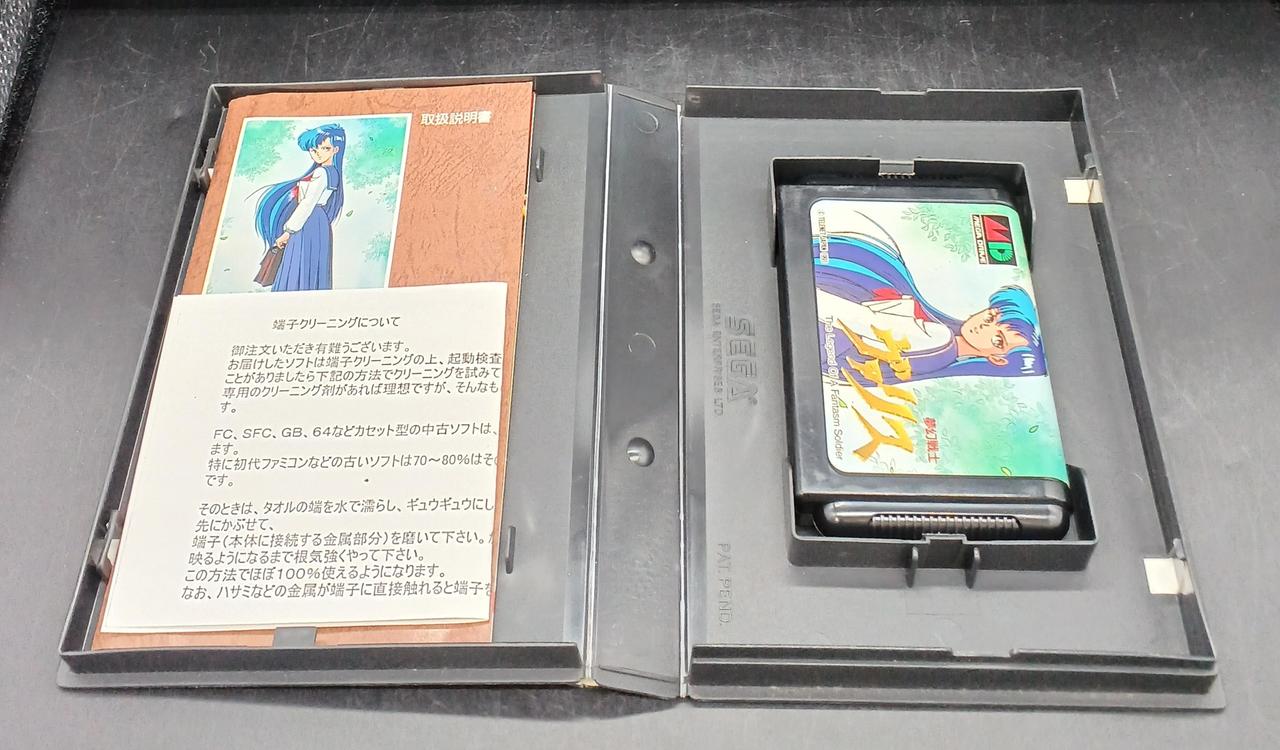 取扱説明書
端子クリーニングについて
御注文いただき有難うございます。
お届けしたソフトは端子クリーニングの上、起動検査
ことがありましたら下記の方法でクリーニングを試みて
専用のクリーニング剤があれば理想ですが、そんなも
す。
FC、SFC、GB、64などカセット型の中古ソフトは、
ます。
特に初代ファミコンなどの古いソフトは70~80%はその
です。
そのときは、タオルの端を水で濡らし、ギュウギュウにし
先にかぶせて、
端子(本体に接続する金属部分)を磨いて下さい。
映るようになるまで根気強くやって下さい。
この方法でほぼ100%使えるようになります。
なお、ハサミなどの金属が端子に直接触れると端子を
SEGA
SEGA ENTERPRISES LTD.
PAT. PEND.
MD
MEGA DRIVE
夢幻戦士
ヴァリス
The Legend Of A Fantasm Soldier